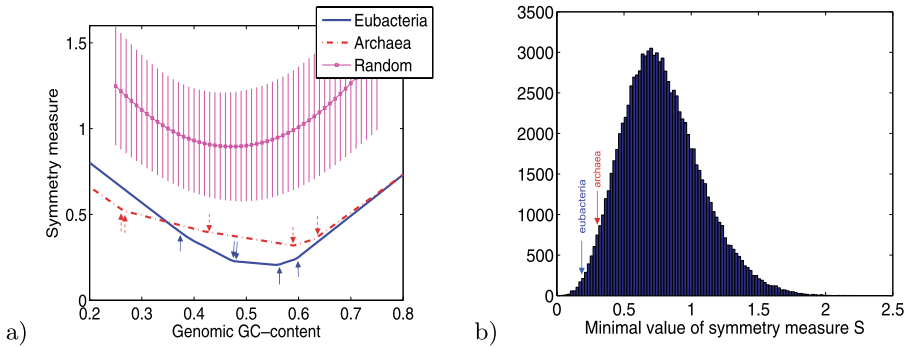 Eubacteria
Archaea
Random
1.5
1
0.5
0
Symmetry measure
0.2 0.3 0.4 0.5 0.6 0.7 0.8
Genomic GC–content
a)
3500
3000
2500
2000
1500
1000
500
0
eubacteria
archaea
0 0.5 1 1.5 2 2.5
Minimal value of symmetry measure S
b)